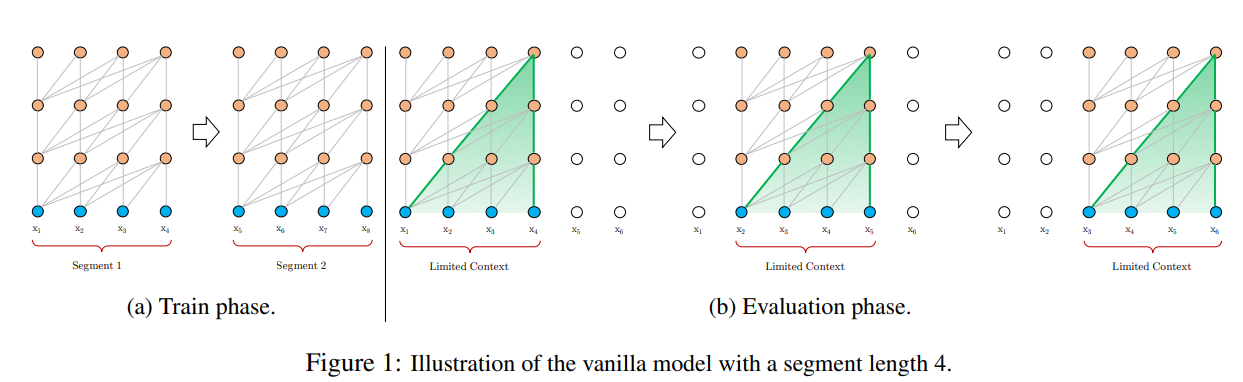 x₁ x₂ x₃ x₄ x₅ x₆ x₇ x₈ x₁ x₂ x₃ x₄ x₅ x₆ x₁ x₂ x₃ x₄ x₅ x₆ x₁ x₂ x₃ x₄ x₅ x₆
Segment 1 Segment 2 Limited Context Limited Context Limited Context
(a) Train phase. (b) Evaluation phase.
Figure 1: Illustration of the vanilla model with a segment length 4.